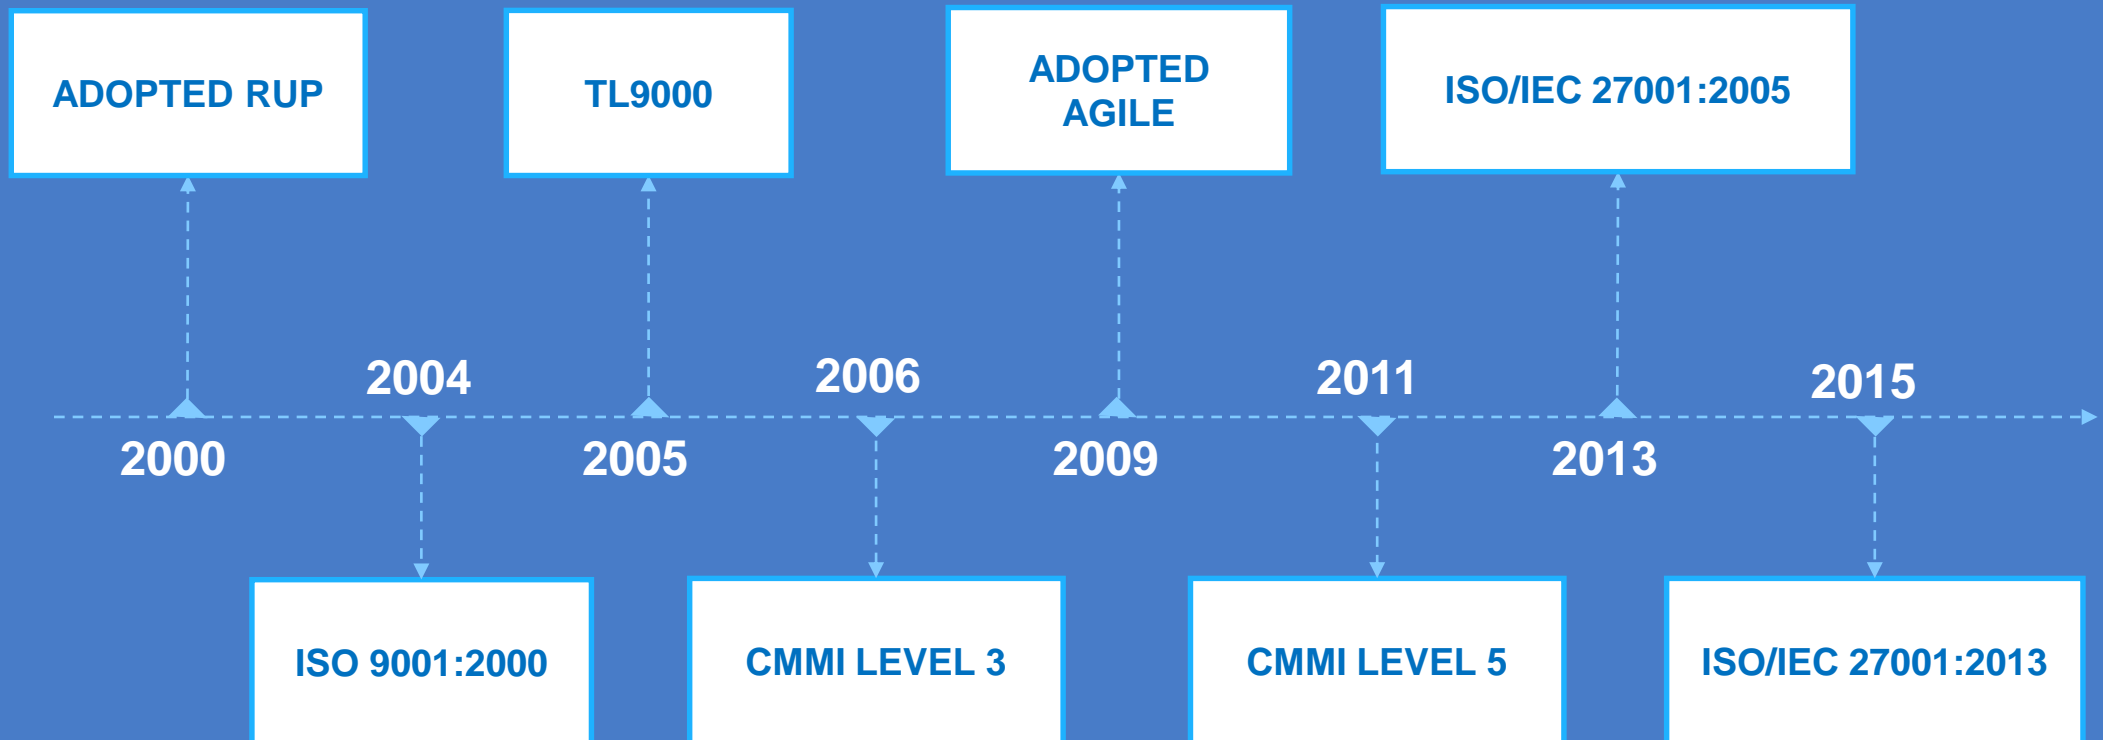 ADOPTED RUP
TL9000
ADOPTED
AGILE
ISO/IEC 27001:2005
2004
2006
2011
2015
2000
2005
2009
2013
ISO 9001:2000
CMMI LEVEL 3
CMMI LEVEL 5
ISO/IEC 27001:2013